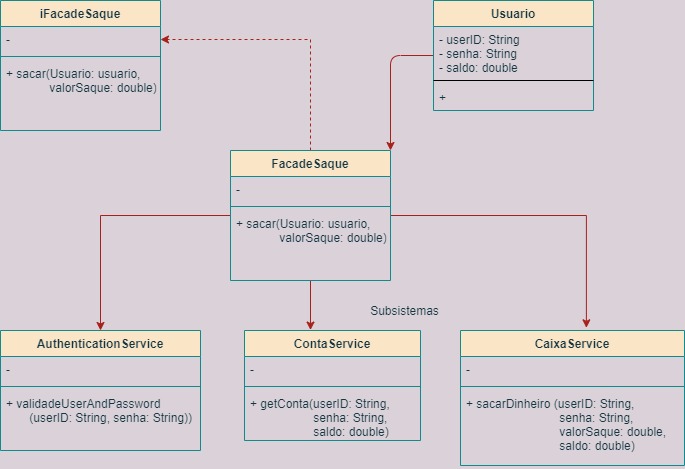 iFacadeSaque
-
+ sacar(Usuario: usuario,
valorSaque: double)
Usuario
- userID: String
- senha: String
- saldo: double
+
FacadeSaque
-
+ sacar(Usuario: usuario,
valorSaque: double)
Subsistemas
AuthenticationService
-
+ validadeUserAndPassword
(userID: String, senha: String))
ContaService
-
+ getConta(userID: String,
senha: String,
saldo: double)
CaixaService
-
+ sacarDinheiro (userID: String,
senha: String,
valorSaque: double,
saldo: double)